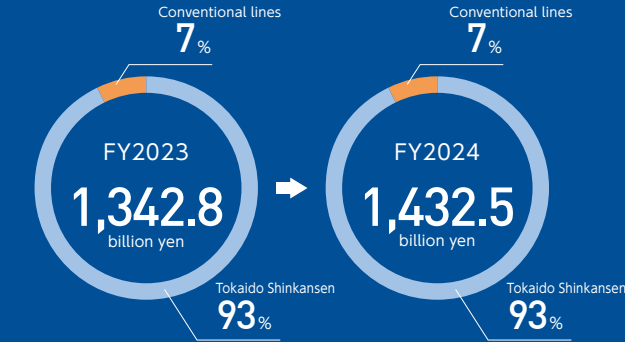 Conventional lines
7%
FY2023
1,342.8
billion yen
Tokaido Shinkansen
93%
Conventional lines
7%
FY2024
1,432.5
billion yen
Tokaido Shinkansen
93%